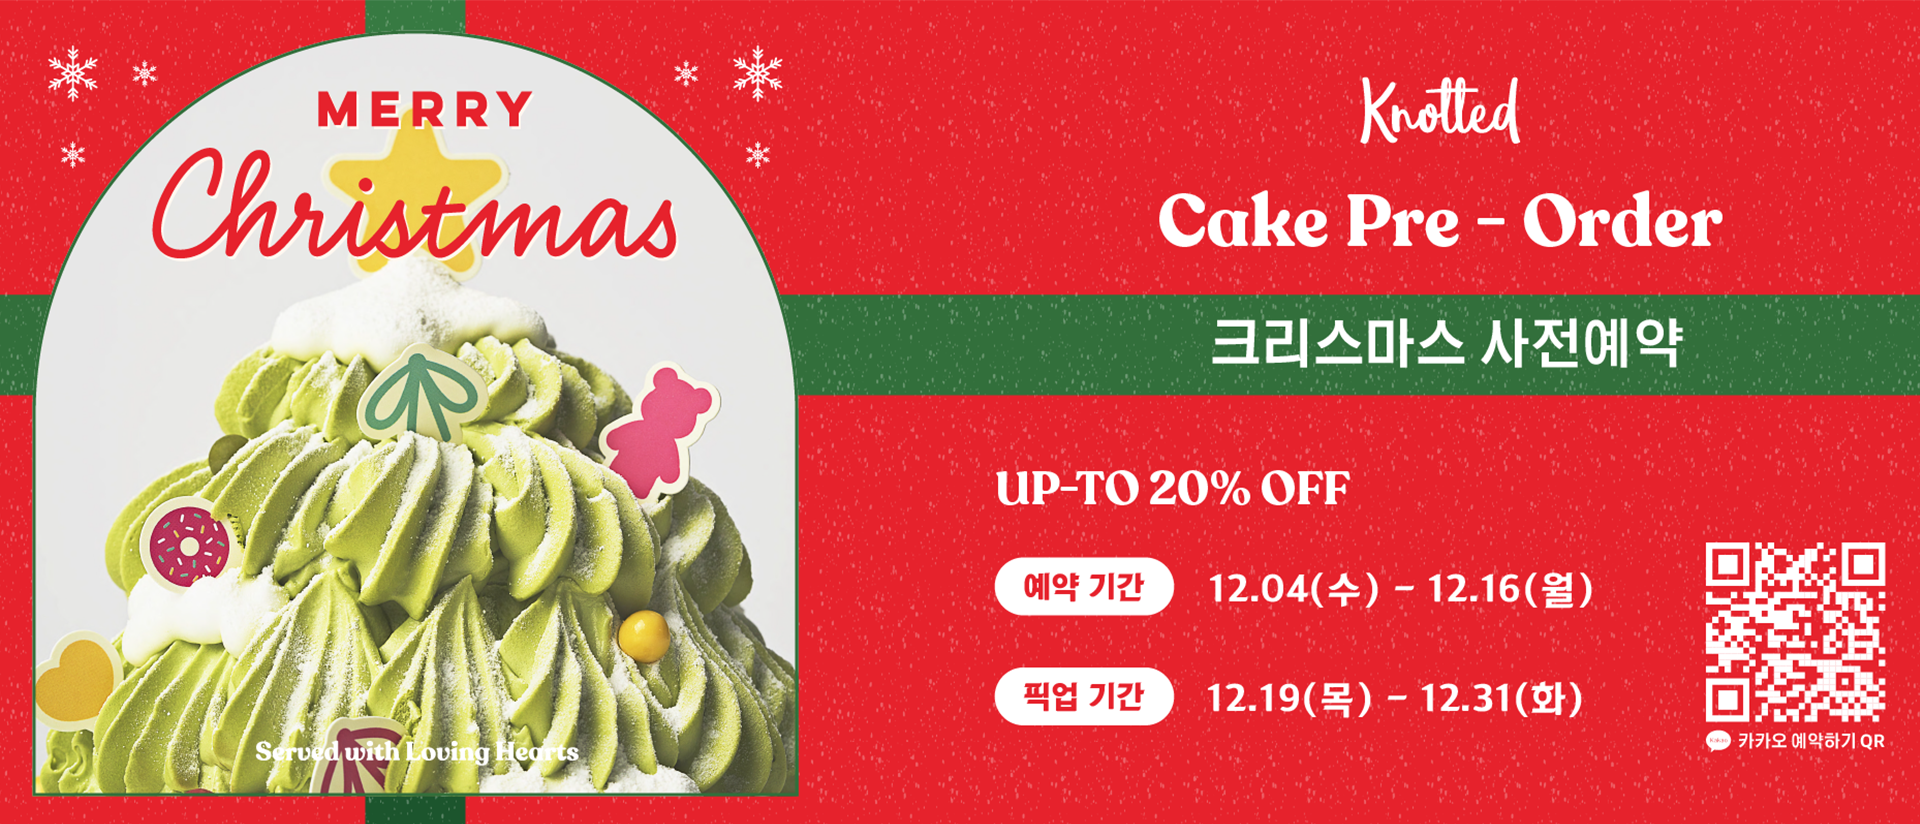 MERRY
Christmas
Served with Loving Hearts
Knotted
Cake Pre - Order
크리스마스 사전예약
UP-TO 20% OFF
예약 기간 12.04(수) - 12.16(월)
픽업 기간 12.19(목) - 12.31(화)
카카오 예약하기 QR